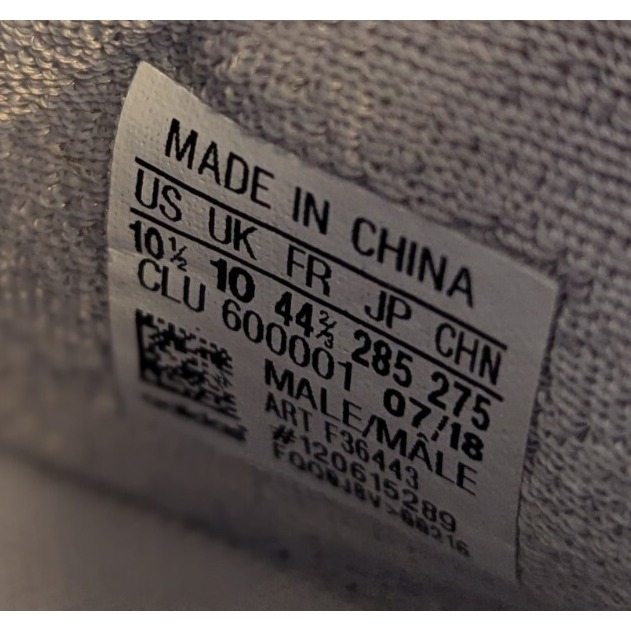 MADE IN CHINA
US UK FR JP CHN
10½ 10 44⅔ 285 275
CLU 600001 07/18
MALE/MÂLE
ART F36443
#120615289